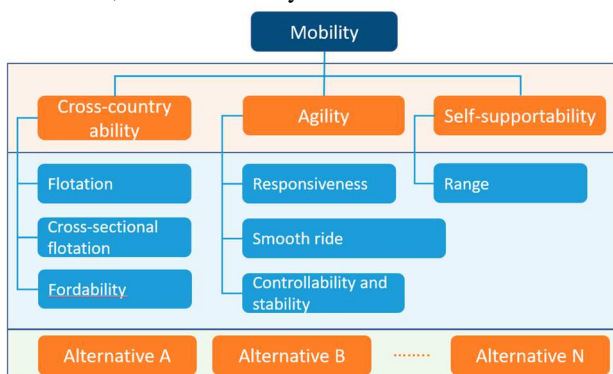 Mobility
Cross-country
ability
Agility
Self-supportability
Flotation
Responsiveness
Range
Cross-sectional
flotation
Smooth ride
Fordability
Controllability and
stability
Alternative A
Alternative B
........
Alternative N